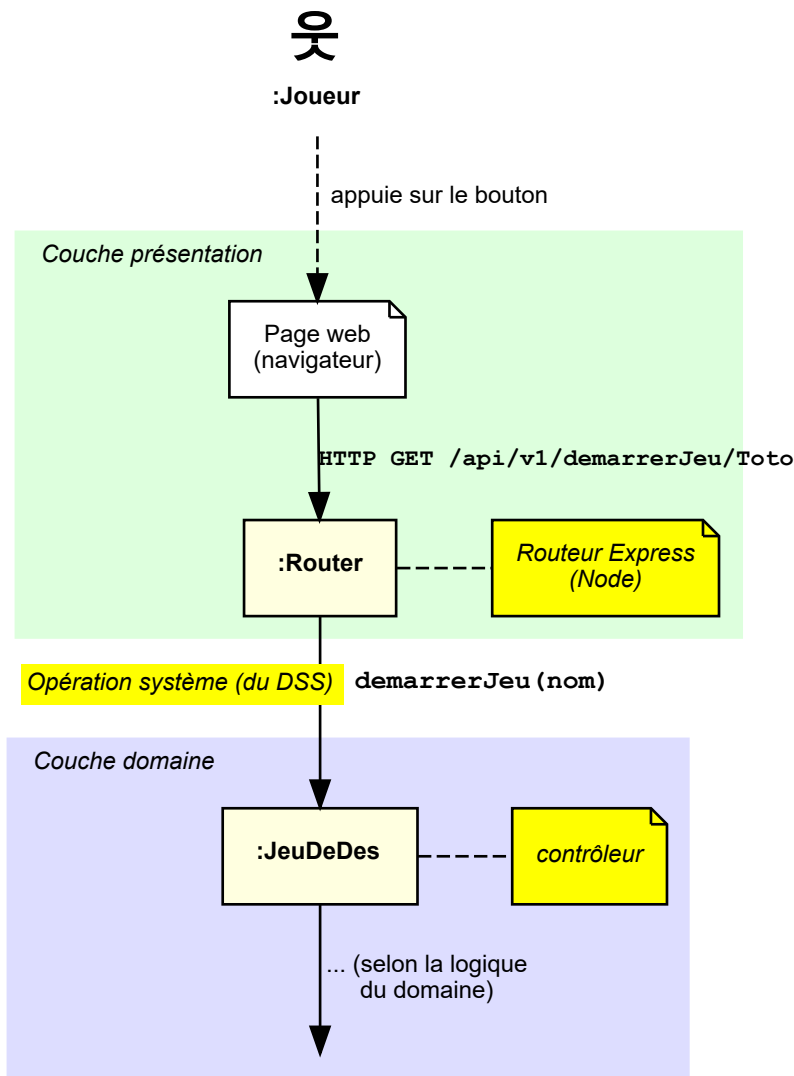 웃
:Joueur
appuie sur le bouton
Couche présentation
Page web
(navigateur)
HTTP GET /api/v1/demarrerJeu/Toto
:Router
Routeur Express
(Node)
Opération système (du DSS) demarrerJeu(nom)
Couche domaine
:JeuDeDes
contrôleur
... (selon la logique
du domaine)